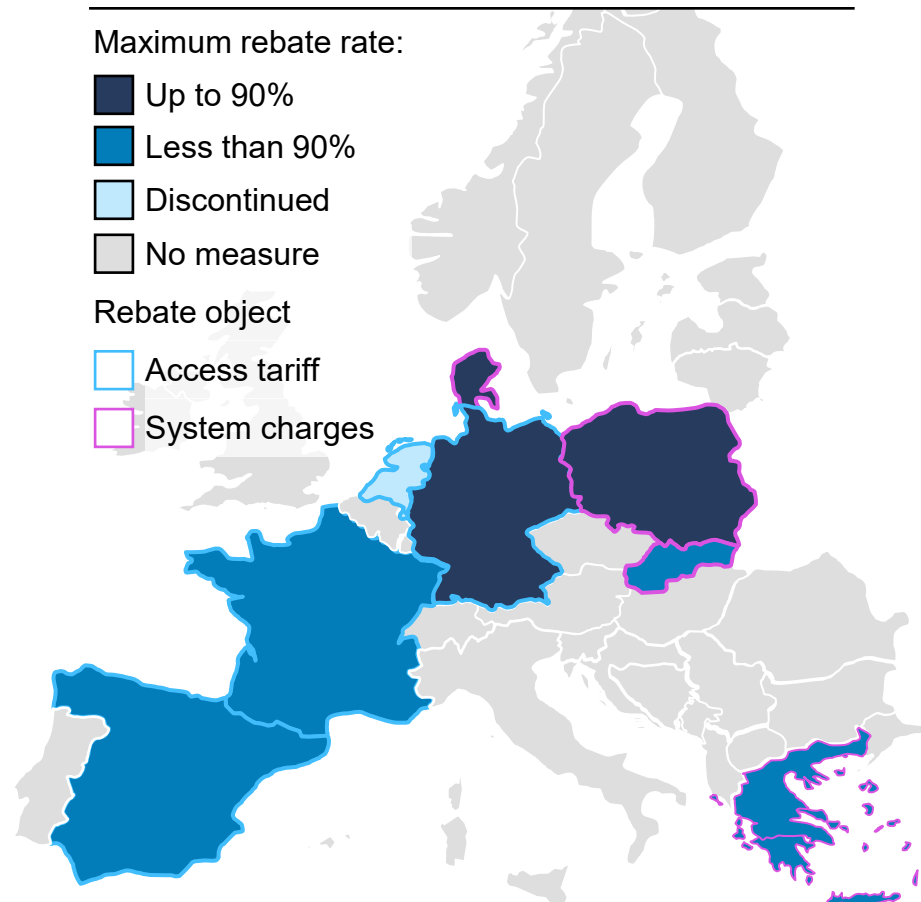 Maximum rebate rate:
Up to 90%
Less than 90%
Discontinued
No measure
Rebate object
Access tariff
System charges